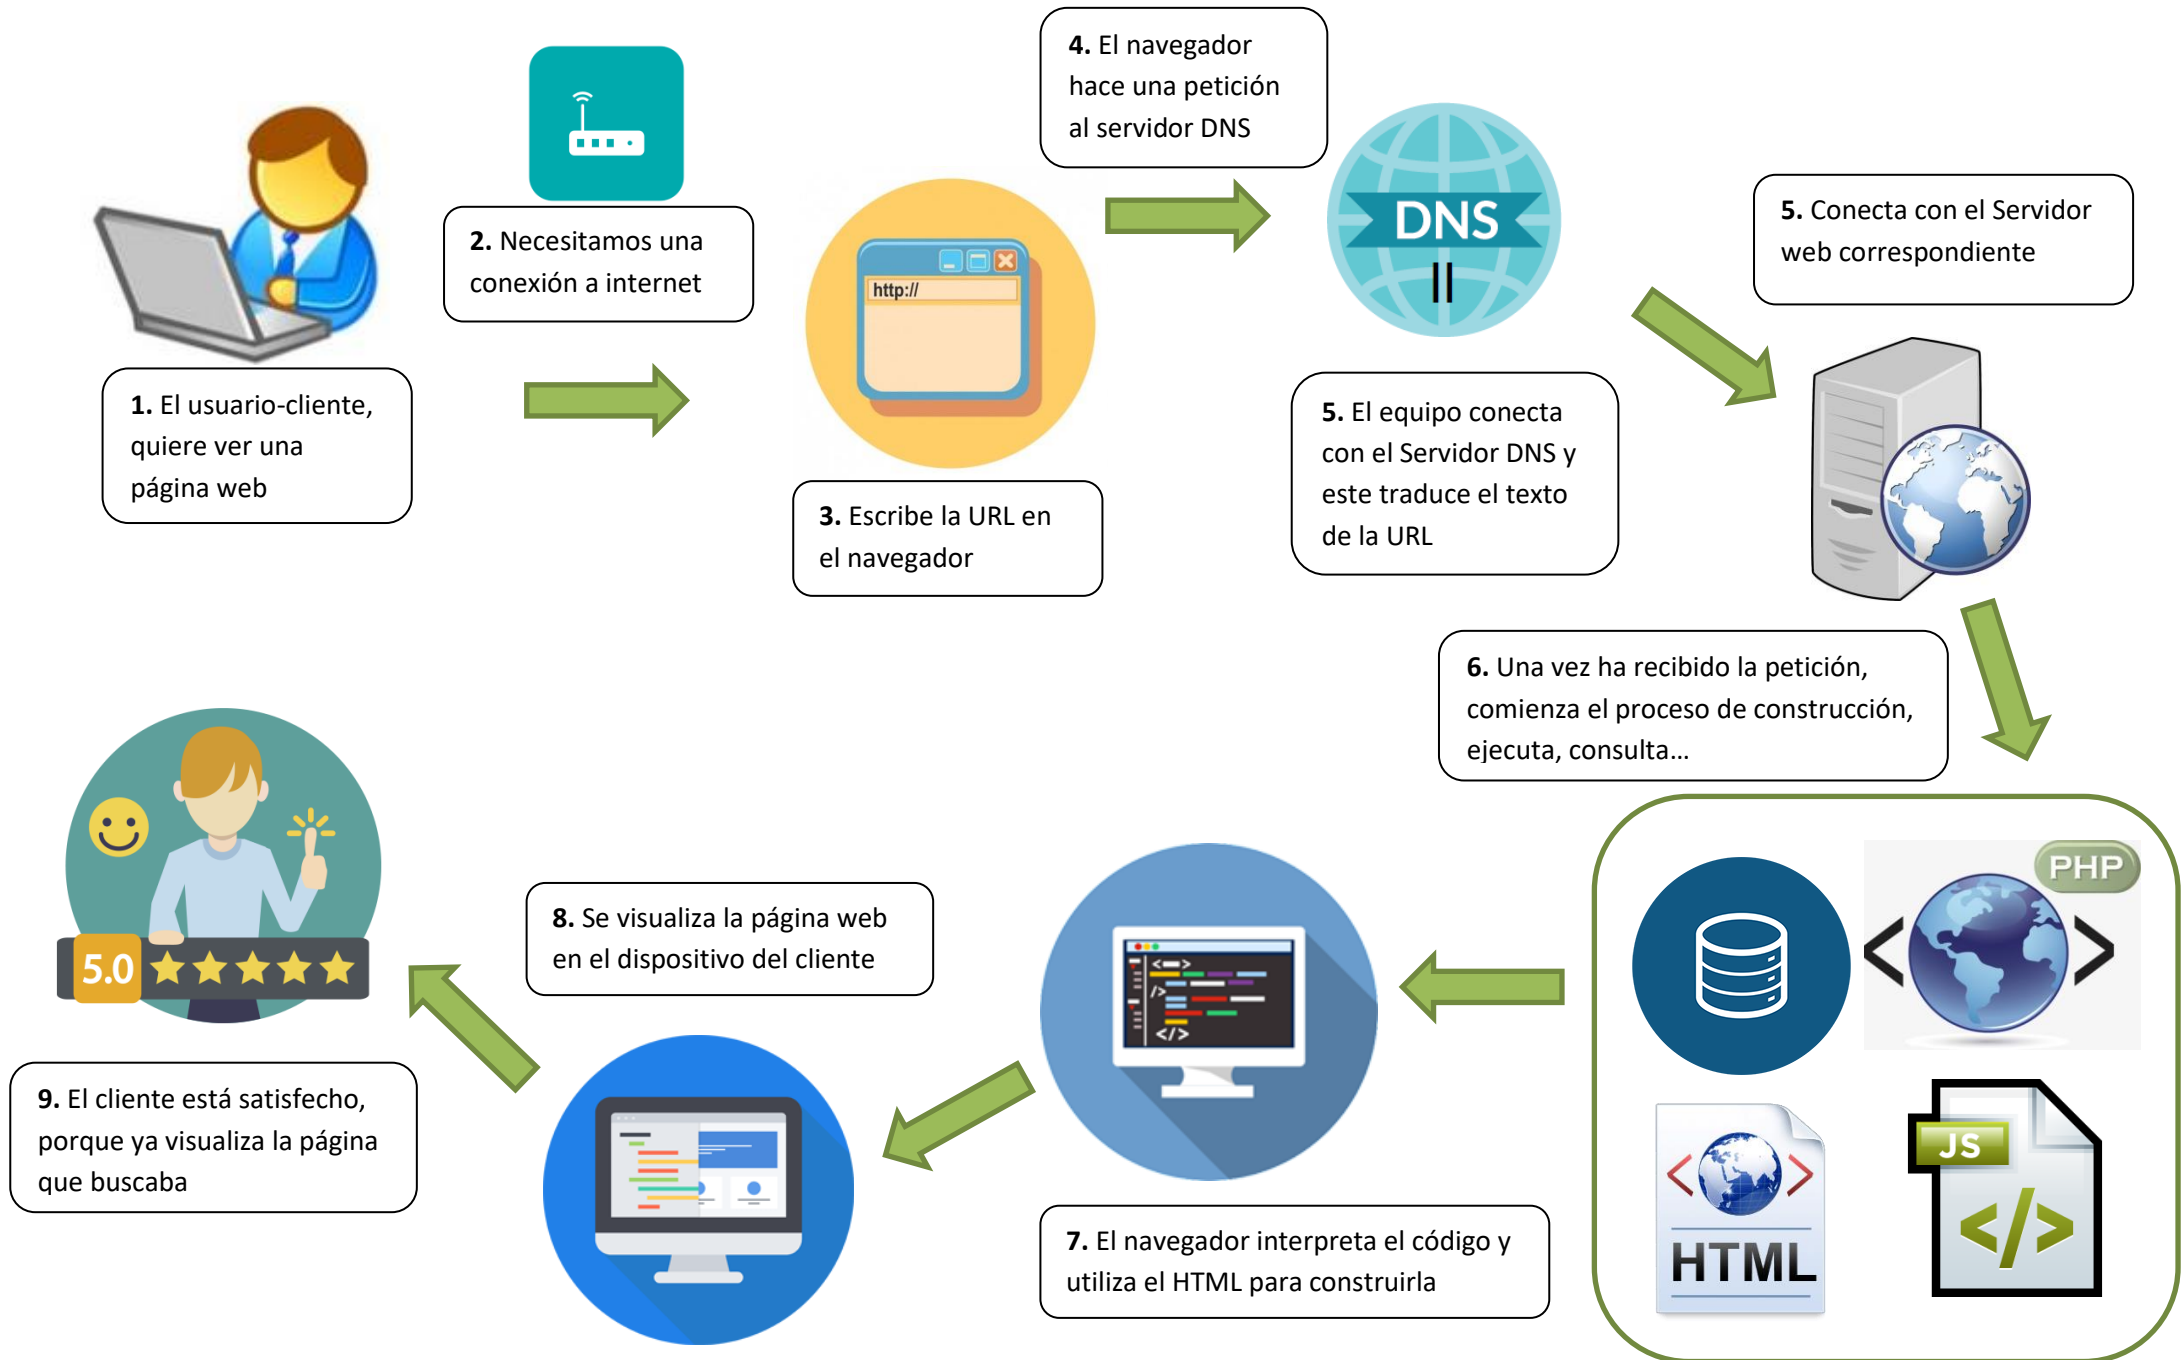 1. El usuario-cliente,
quiere ver una
página web
2. Necesitamos una
conexión a internet
http://
3. Escribe la URL en
el navegador
4. El navegador
hace una petición
al servidor DNS
DNS
5. El equipo conecta
con el Servidor DNS y
este traduce el texto
de la URL
5. Conecta con el Servidor
web correspondiente
6. Una vez ha recibido la petición,
comienza el proceso de construcción,
ejecuta, consulta…
PHP
< >
JS
</>
< >
HTML
< >
/>
</>
7. El navegador interpreta el código y
utiliza el HTML para construirla
8. Se visualiza la página web
en el dispositivo del cliente
5.0
9. El cliente está satisfecho,
porque ya visualiza la página
que buscaba